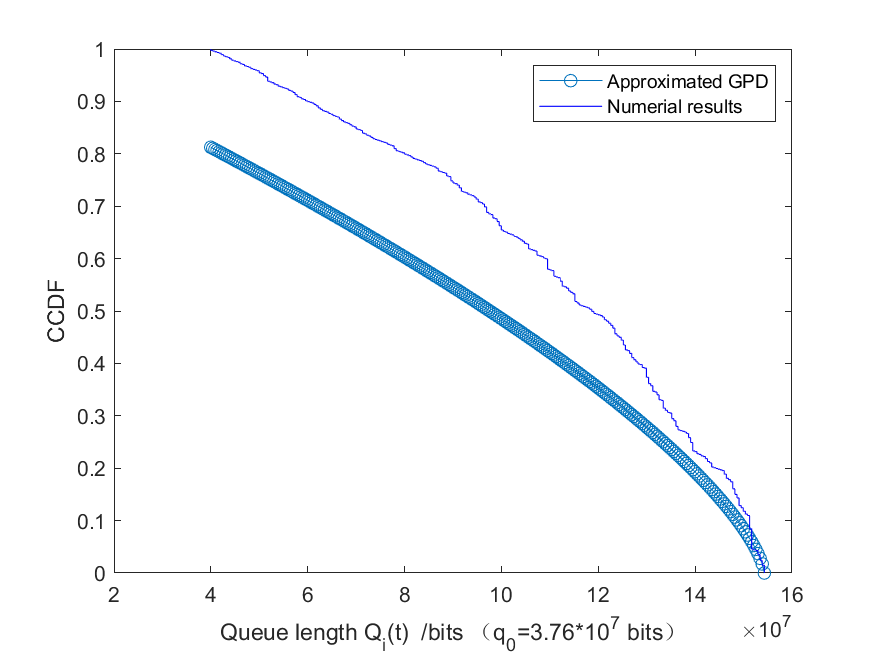 1
0.9
0.8
0.7
0.6
0.5
0.4
0.3
0.2
0.1
0
CCDF
Approximated GPD
Numerial results
2 4 6 8 10 12 14 16
×10^7
Queue length Q_i(t) /bits （q_0=3.76*10^7 bits）